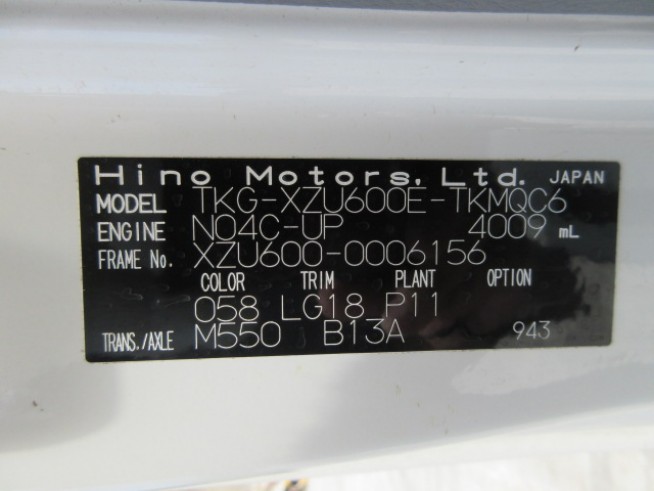 Hino Motors, Ltd. JAPAN
MODEL TKG-XZU600E-TKMQC6
ENGINE N04C-UP 4009 mL
FRAME No. XZU600-0006156
COLOR TRIM PLANT OPTION
058 LG18 P11
TRANS./AXLE M550 B13A 943